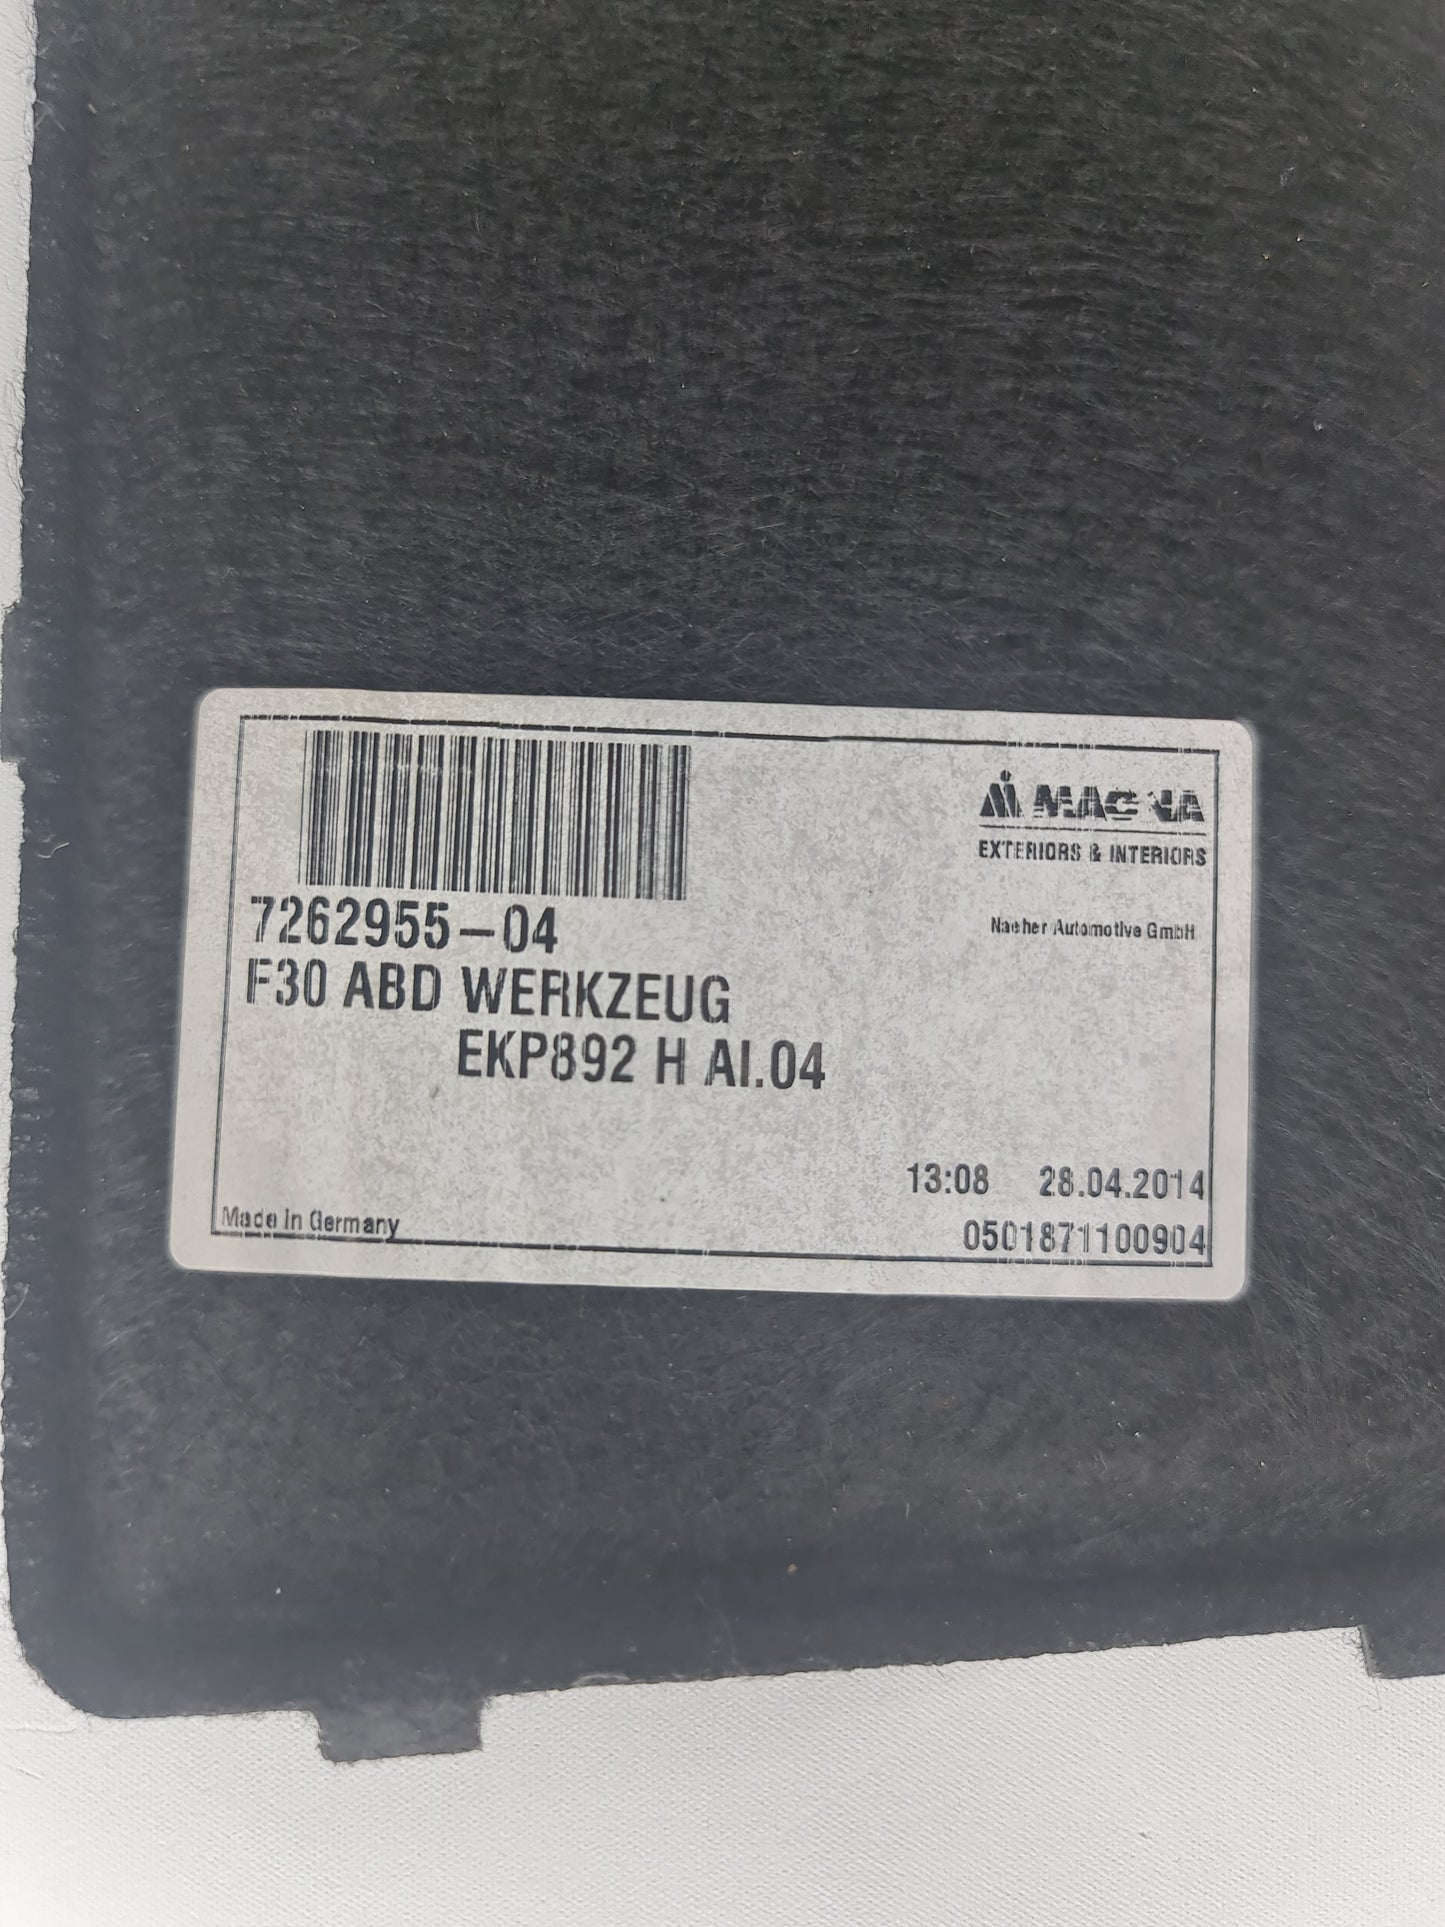 MAGNA
EXTERIORS & INTERIORS
7262955-04
Naeher Automotive GmbH
F30 ABD WERKZEUG
EKP892 H AI.04
13:08 28.04.2014
Made in Germany
0501871100904